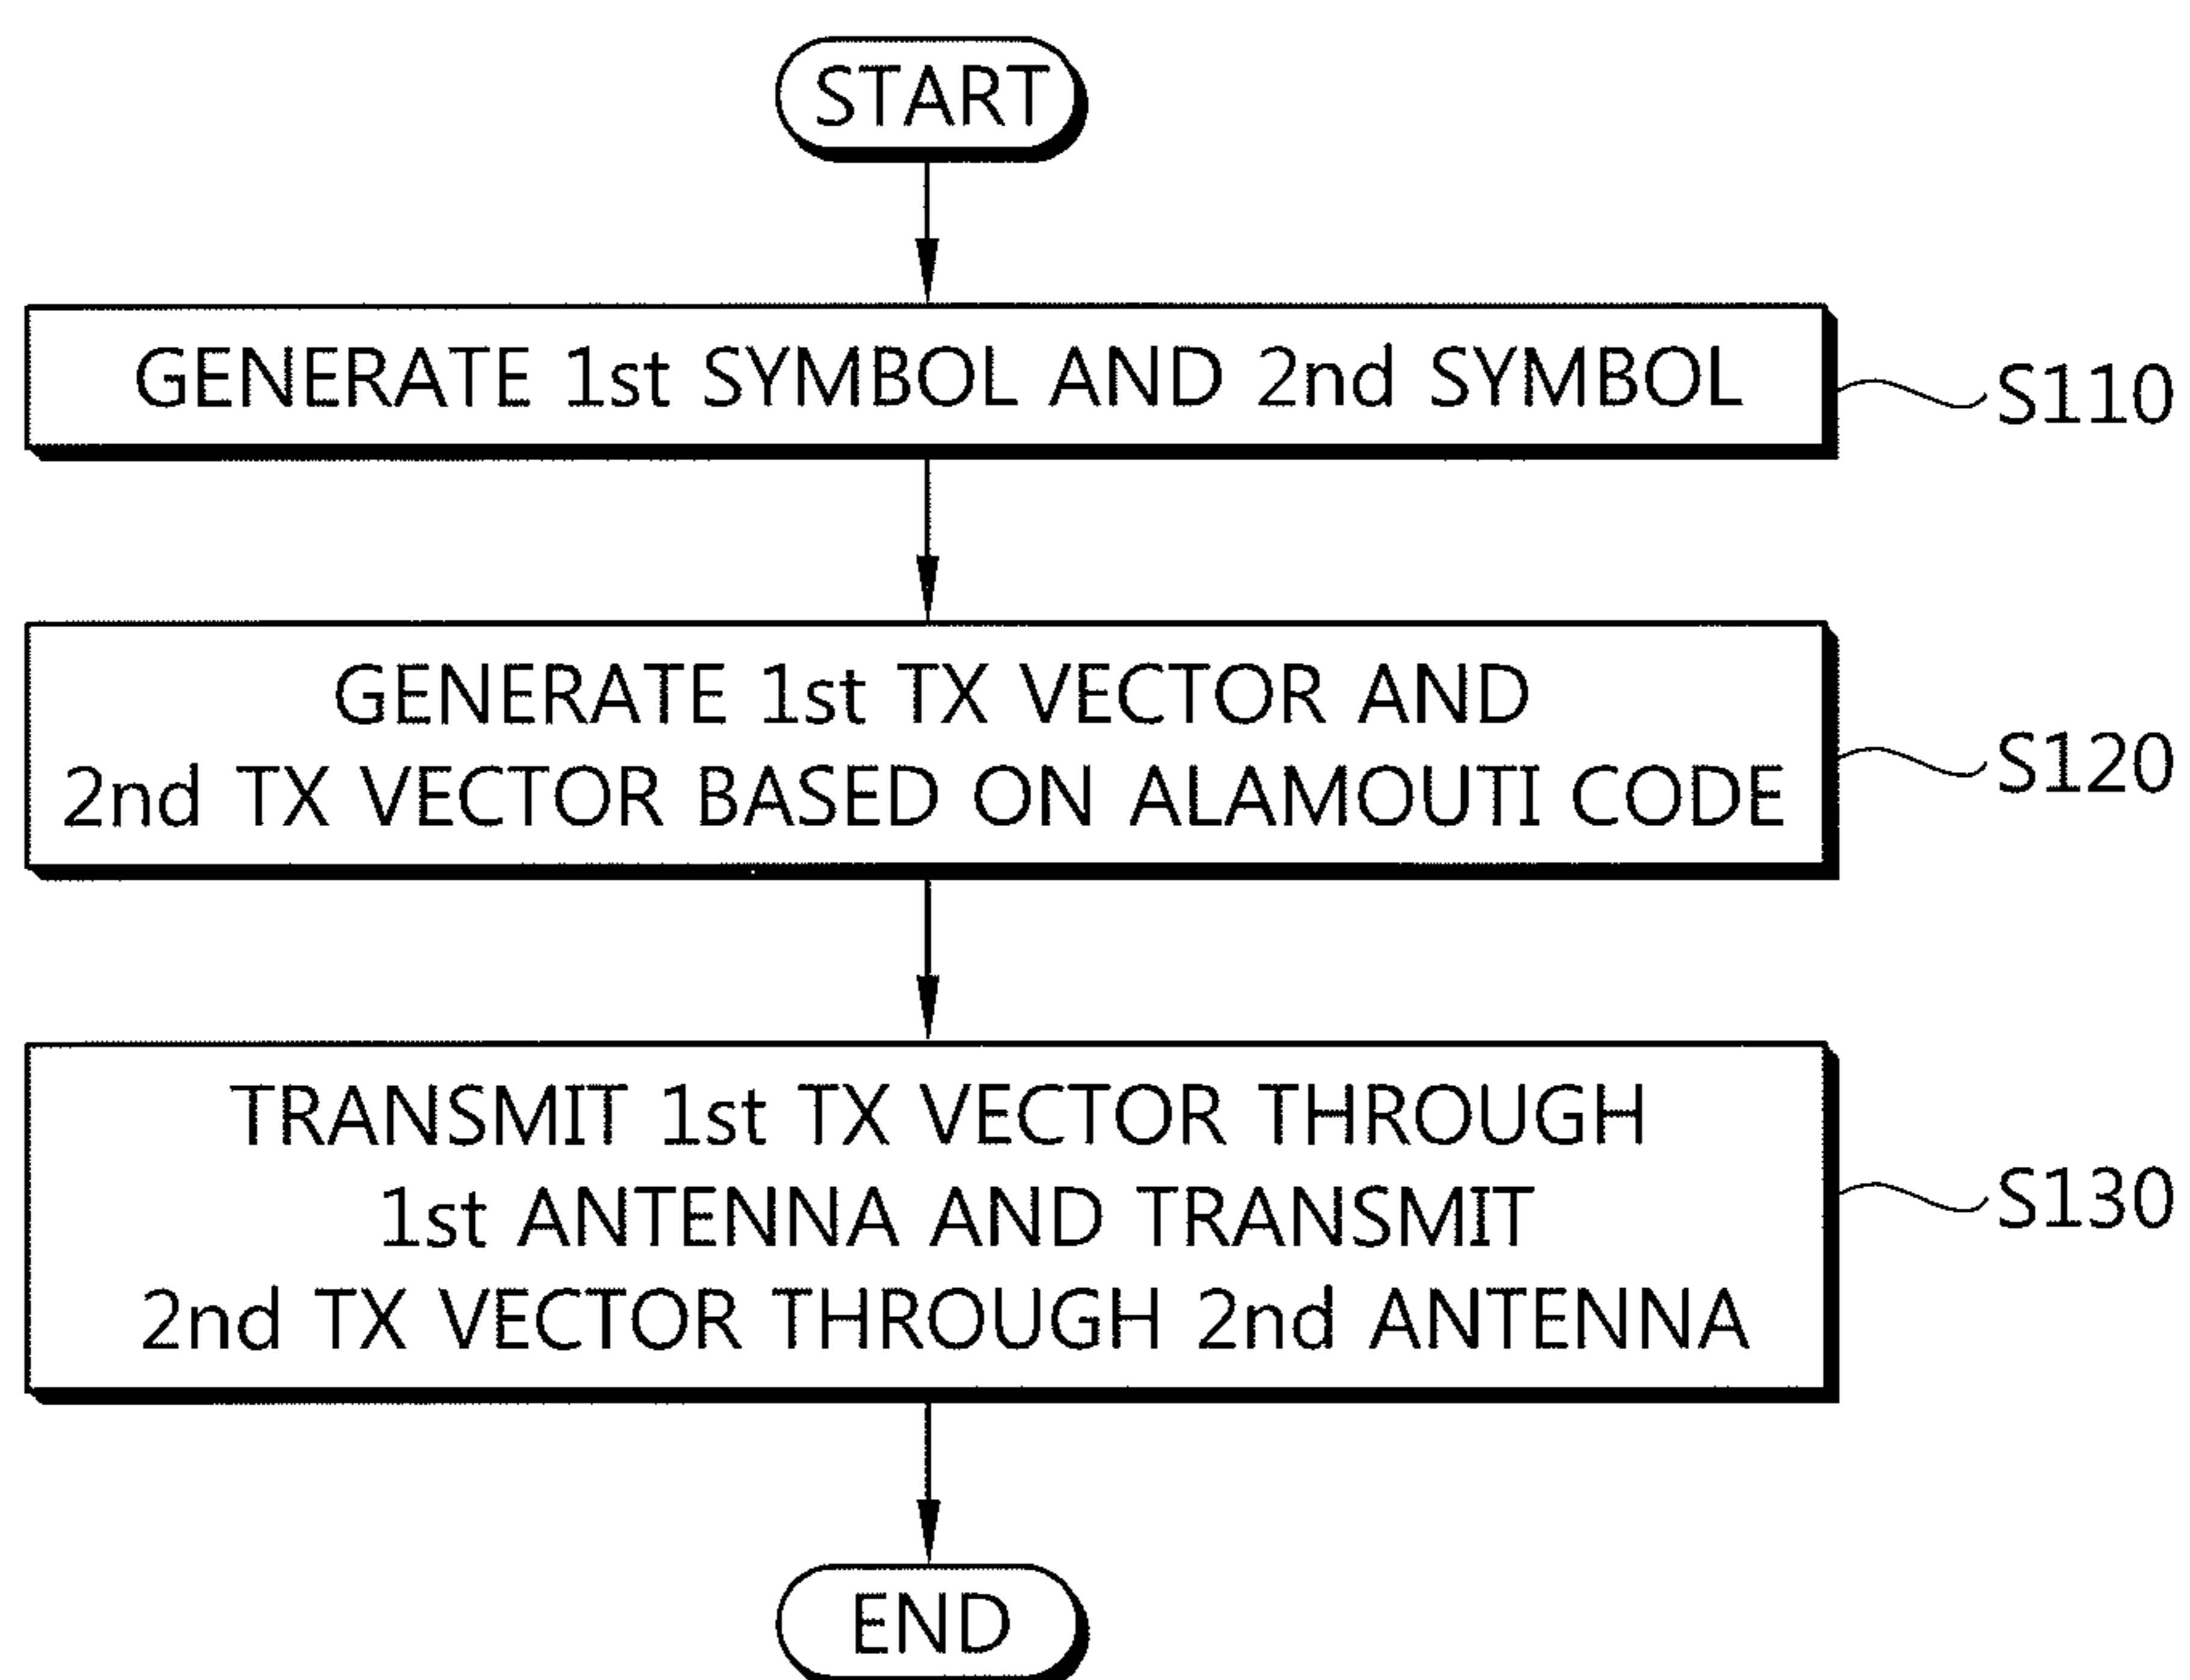 START
GENERATE 1st SYMBOL AND 2nd SYMBOL
S110
GENERATE 1st TX VECTOR AND
2nd TX VECTOR BASED ON ALAMOUTI CODE
S120
TRANSMIT 1st TX VECTOR THROUGH
1st ANTENNA AND TRANSMIT
2nd TX VECTOR THROUGH 2nd ANTENNA
S130
END